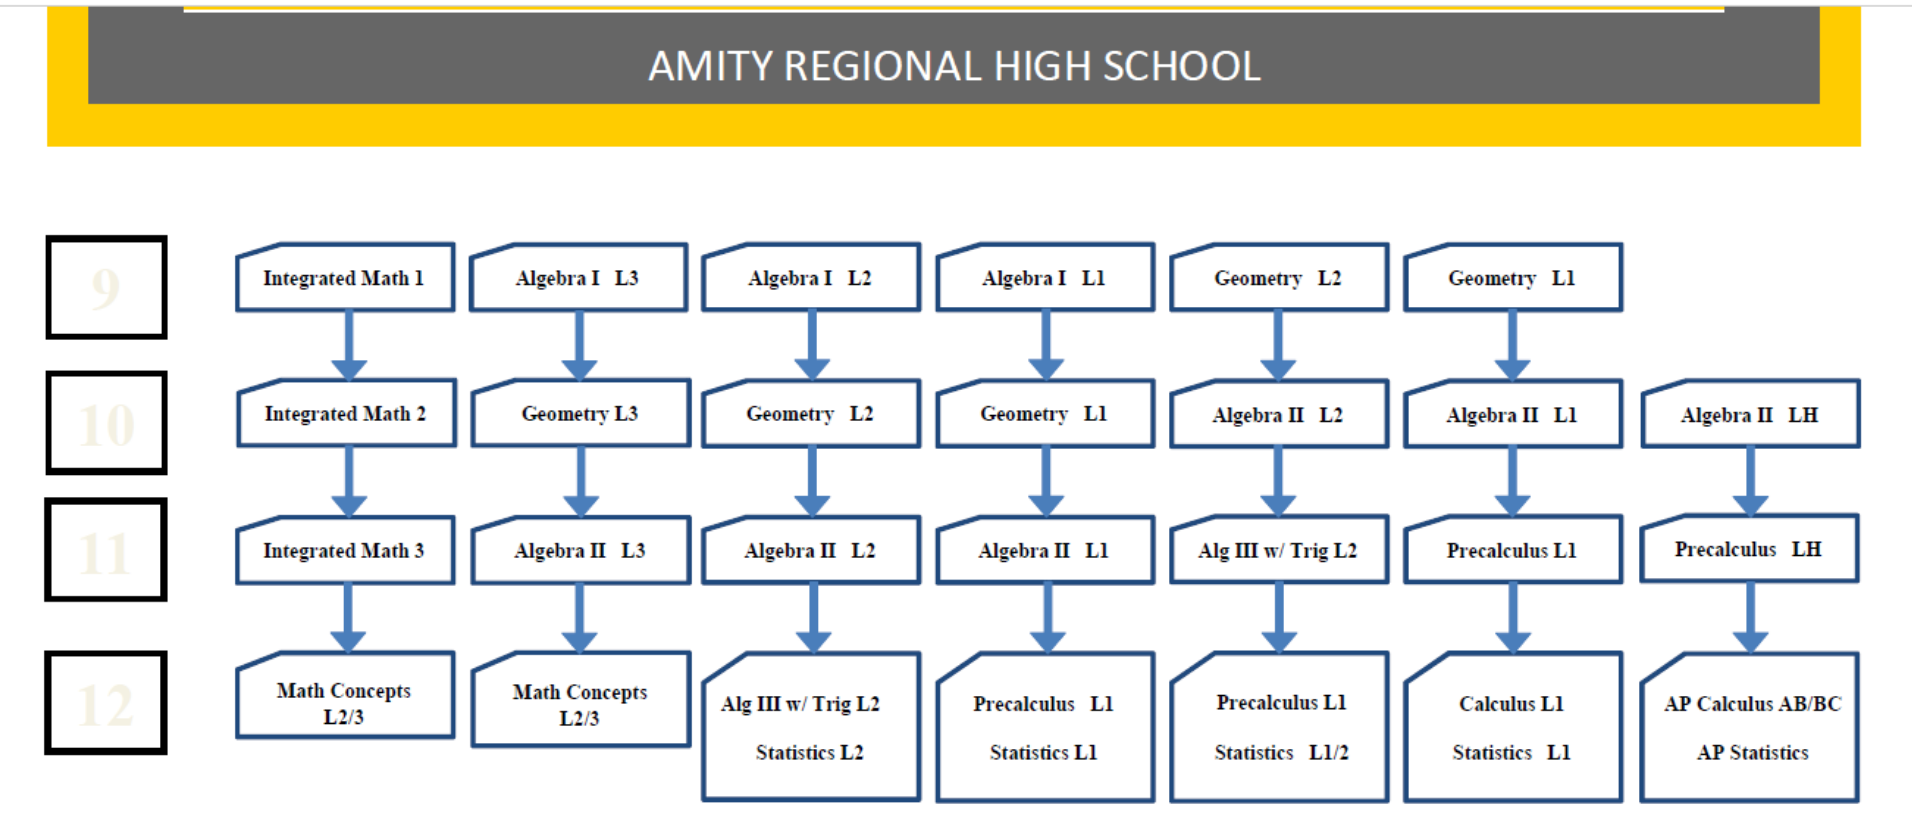 AMITY REGIONAL HIGH SCHOOL
9
Integrated Math 1
Algebra I L3
Algebra I L2
Algebra I L1
Geometry L2
Geometry L1
10
Integrated Math 2
Geometry L3
Geometry L2
Geometry L1
Algebra II L2
Algebra II L1
Algebra II LH
11
Integrated Math 3
Algebra II L3
Algebra II L2
Algebra II L1
Alg III w/ Trig L2
Precalculus L1
Precalculus LH
12
Math Concepts
L2/3
Math Concepts
L2/3
Alg III w/ Trig L2
Statistics L2
Precalculus L1
Statistics L1
Precalculus L1
Statistics L1/2
Calculus L1
Statistics L1
AP Calculus AB/BC
AP Statistics